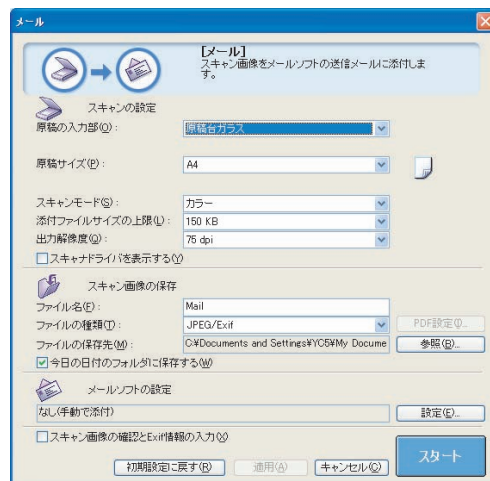 メール
[メール]
スキャン画像をメールソフトの送信メールに添付しま
す。
スキャンの設定
原稿の入力部(O):
原稿台ガラス
原稿サイズ(P):
A4
スキャンモード(S):
カラー
添付ファイルサイズの上限(L):
150 KB
出力解像度(Q):
75 dpi
スキャナドライバを表示する(Y)
スキャン画像の保存
ファイル名(F):
Mail
ファイルの種類(T):
JPEG/Exif
PDF設定(I)...
ファイルの保存先(M):
C:¥Documents and Settings¥YC5¥My Docume
参照(B)...
今日の日付のフォルダに保存する(W)
メールソフトの設定
なし(手動で添付)
設定(E)...
スキャン画像の確認とExif情報の入力(X)
スタート
初期設定に戻す(R)
適用(A)
キャンセル(C)